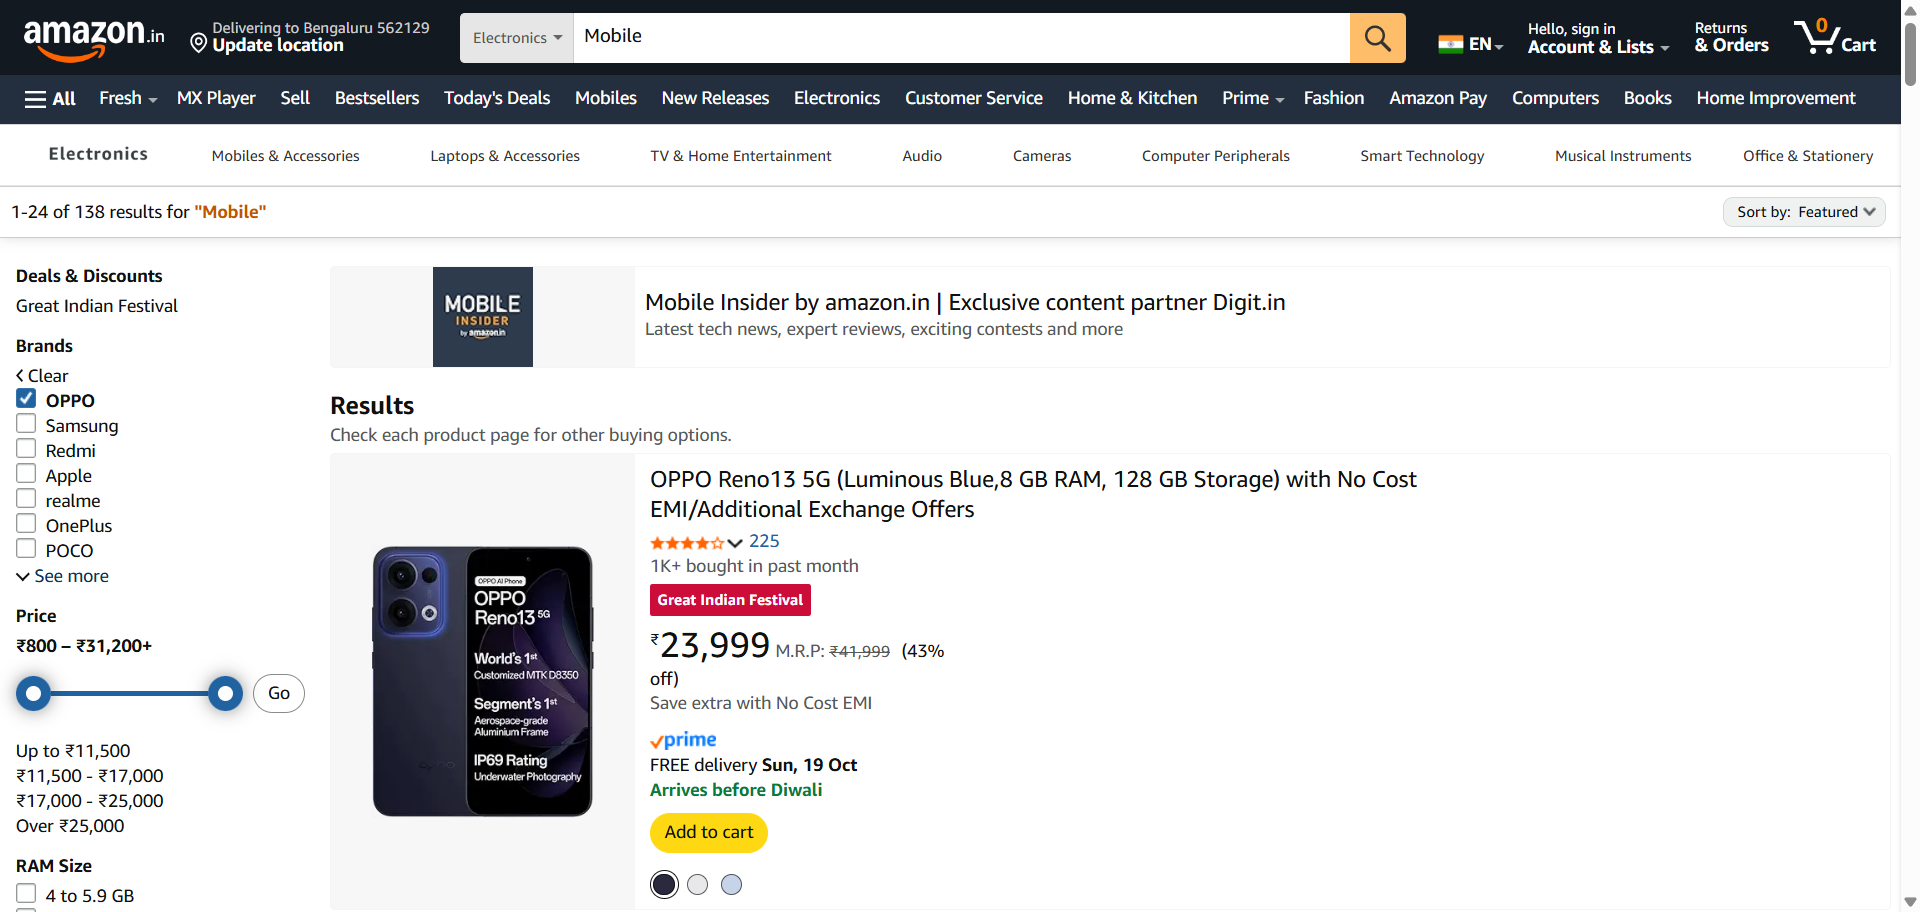 amazon.in
Delivering to Bengaluru 562129
Update location
Electronics
Mobile
EN
Hello, sign in
Account & Lists
Returns
& Orders
0
Cart
All
Fresh
MX Player
Sell
Bestsellers
Today's Deals
Mobiles
New Releases
Electronics
Customer Service
Home & Kitchen
Prime
Fashion
Amazon Pay
Computers
Books
Home Improvement
Electronics
Mobiles & Accessories
Laptops & Accessories
TV & Home Entertainment
Audio
Cameras
Computer Peripherals
Smart Technology
Musical Instruments
Office & Stationery
1-24 of 138 results for "Mobile"
Sort by: Featured
Deals & Discounts
Great Indian Festival
Brands
Clear
OPPO
Samsung
Redmi
Apple
realme
OnePlus
POCO
See more
Price
₹800 – ₹31,200+
Go
Up to ₹11,500
₹11,500 - ₹17,000
₹17,000 - ₹25,000
Over ₹25,000
RAM Size
4 to 5.9 GB
MOBILE
INSIDER
by amazon.in
Mobile Insider by amazon.in | Exclusive content partner Digit.in
Latest tech news, expert reviews, exciting contests and more
Results
Check each product page for other buying options.
OPPO AI Phone
OPPO
Reno13 5G
World's 1st
Customized MTK D8350
Segment's 1st
Aerospace-grade
Aluminium Frame
IP69 Rating
Underwater Photography
OPPO Reno13 5G (Luminous Blue,8 GB RAM, 128 GB Storage) with No Cost
EMI/Additional Exchange Offers
225
1K+ bought in past month
Great Indian Festival
₹23,999 M.R.P: ₹41,999 (43%
off)
Save extra with No Cost EMI
prime
FREE delivery Sun, 19 Oct
Arrives before Diwali
Add to cart